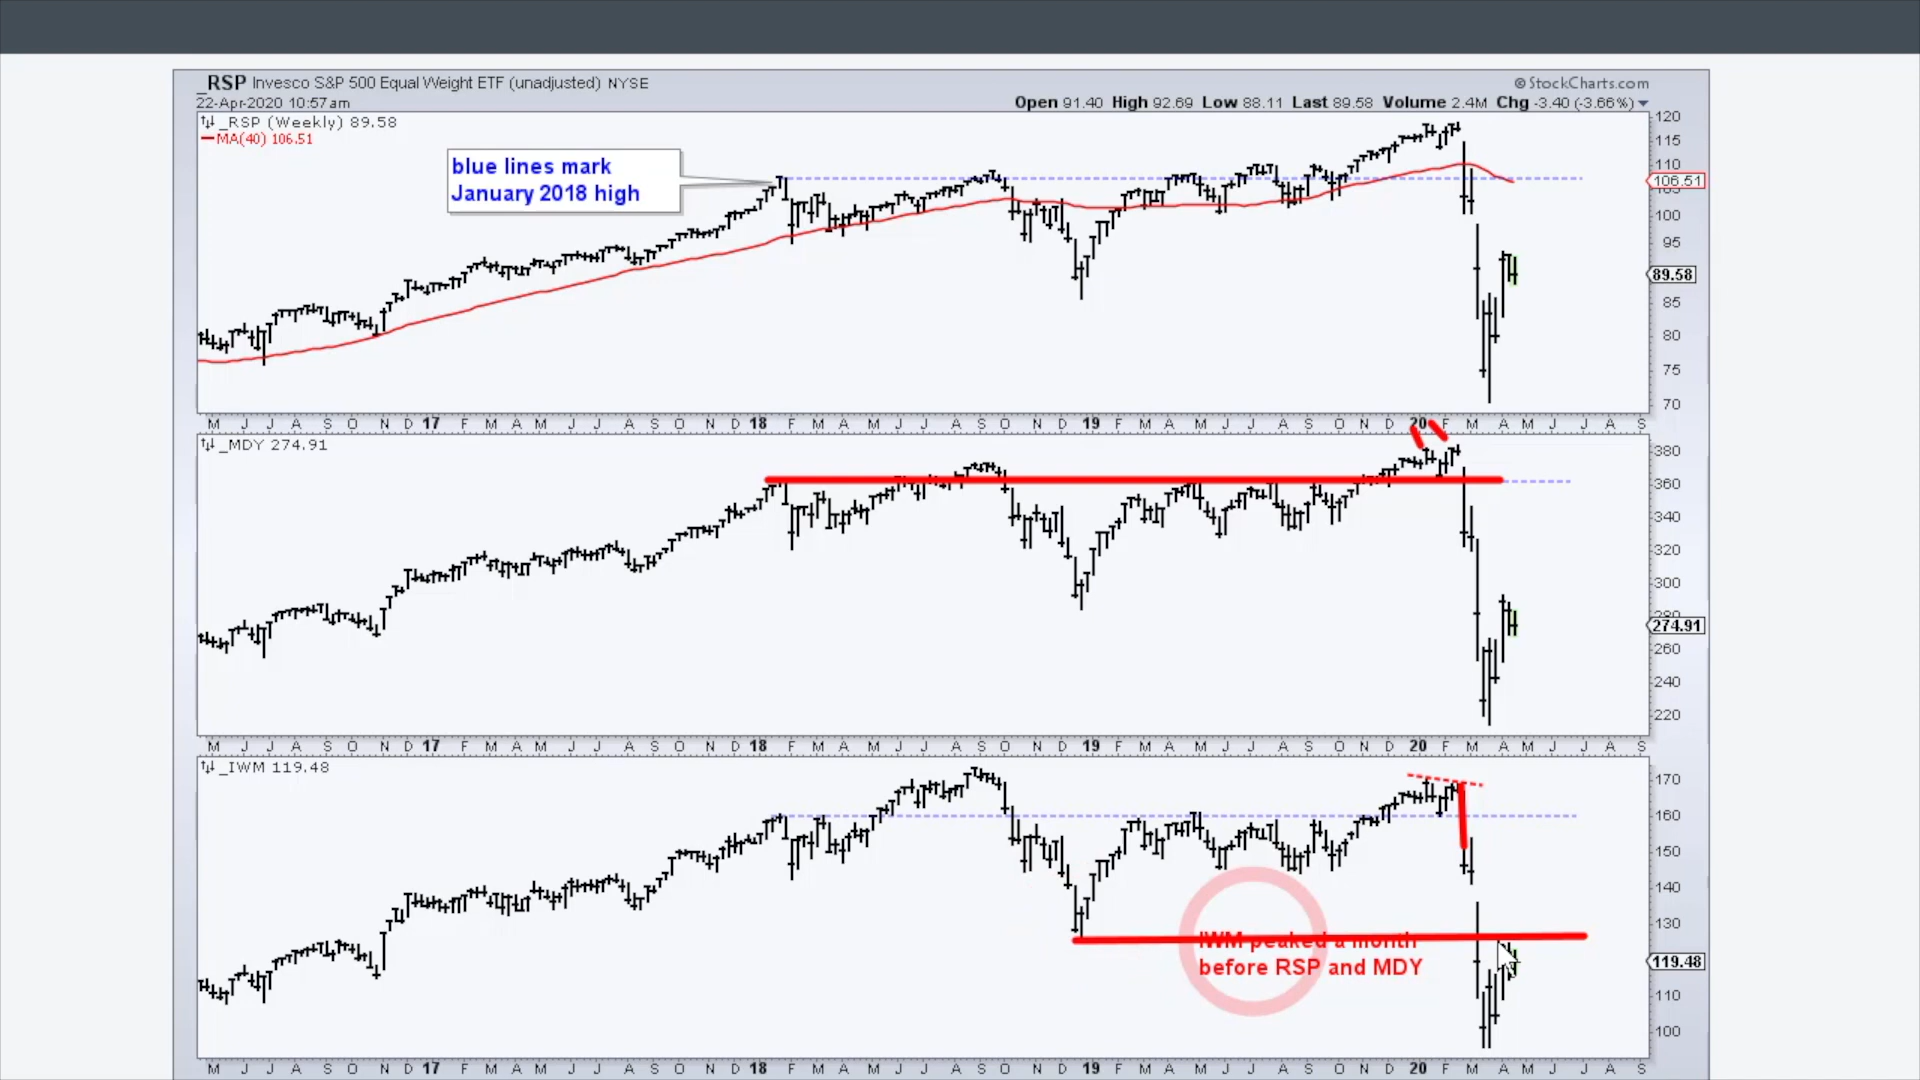 _RSP Invesco S&P 500 Equal Weight ETF (unadjusted) NYSE
© StockCharts.com
22-Apr-2020 10:57am
Open 91.40 High 92.69 Low 88.11 Last 89.58 Volume 2.4M Chg -3.40 (-3.66%)
_RSP (Weekly) 89.58
MA(40) 106.51
blue lines mark
January 2018 high
120
115
110
106.51
105
100
95
89.58
85
80
75
70
M J J A S O N D 17 F M A M J J A S O N D 18 F M A M J J A S O N D 19 F M A M J J A S O N D 20 F M A M J J A S
_MDY 274.91
380
360
340
320
300
280
274.91
260
240
220
M J J A S O N D 17 F M A M J J A S O N D 18 F M A M J J A S O N D 19 F M A M J J A S O N D 20 F M A M J J A S
_IWM 119.48
170
160
150
140
130
119.48
110
100
IWM peaked a month
before RSP and MDY
M J J A S O N D 17 F M A M J J A S O N D 18 F M A M J J A S O N D 19 F M A M J J A S O N D 20 F M A M J J A S